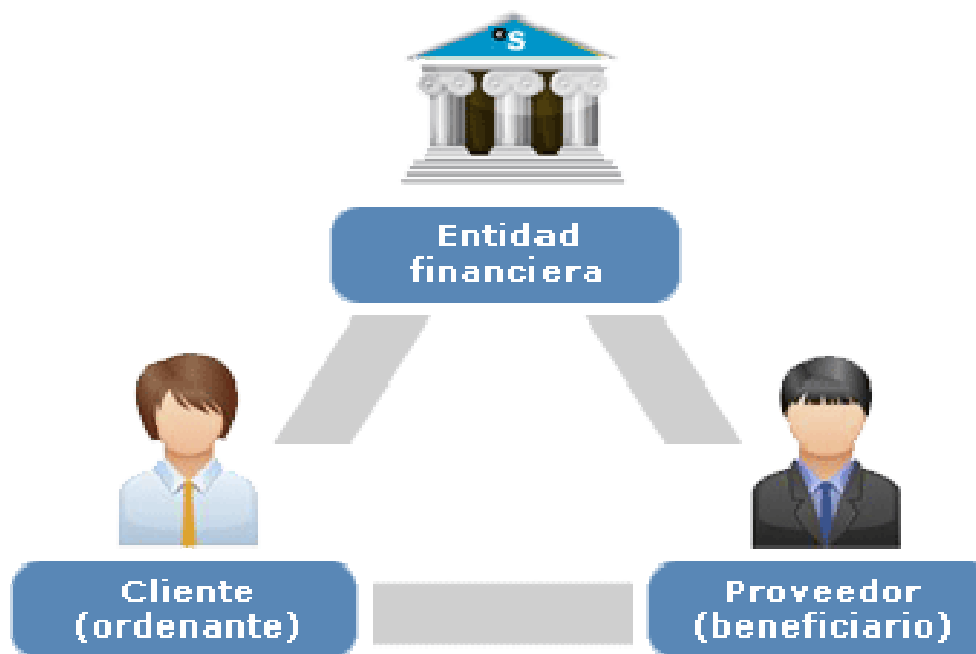 S
Entidad
financiera
Cliente
(ordenante)
Proveedor
(beneficiario)